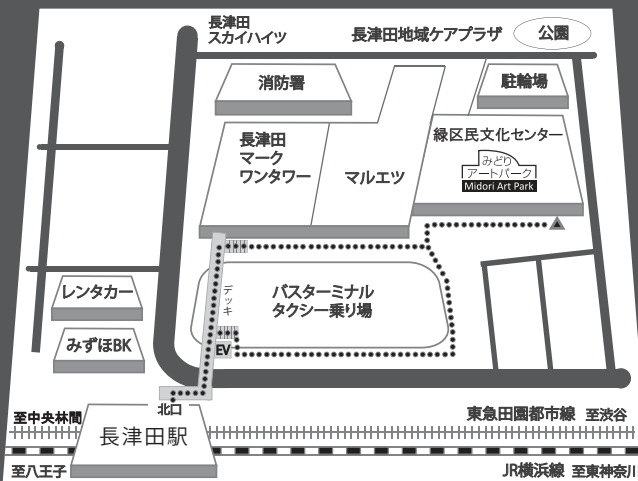 長津田
スカイハイツ
長津田地域ケアプラザ
公園
消防署
駐輪場
長津田
マーク
ワンタワー
マルエツ
緑区民文化センター
みどり
アートパーク
Midori Art Park
レンタカー
みずほBK
デッキ
バスターミナル
タクシー乗り場
EV
北口
至中央林間
長津田駅
東急田園都市線 至渋谷
至八王子
JR横浜線 至東神奈川